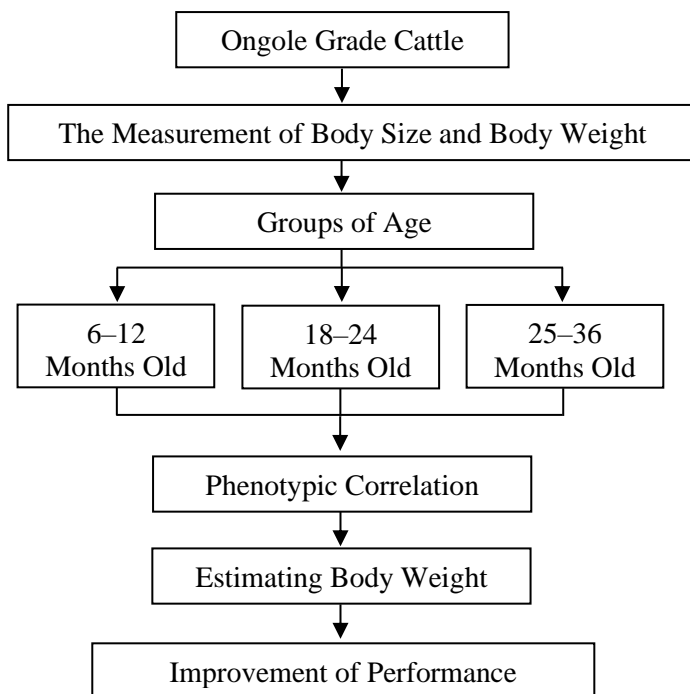 Ongole Grade Cattle
The Measurement of Body Size and Body Weight
Groups of Age
6–12
Months Old
18–24
Months Old
25–36
Months Old
Phenotypic Correlation
Estimating Body Weight
Improvement of Performance